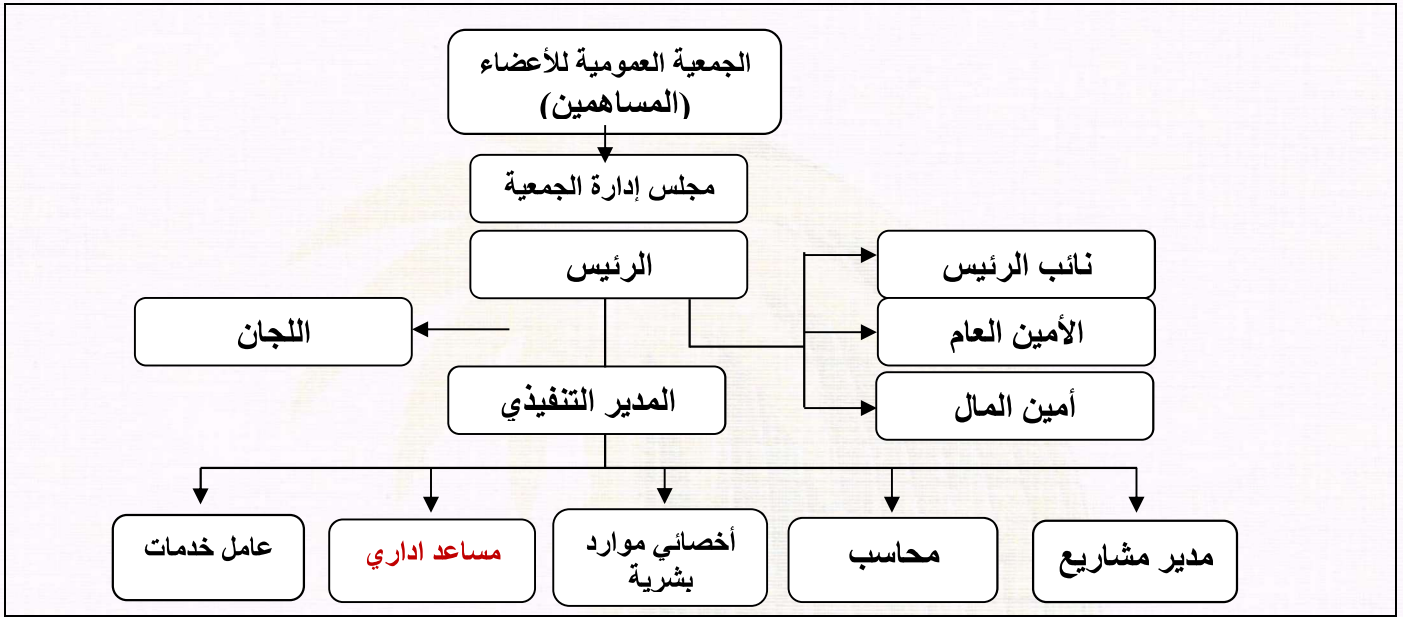 الجمعية العمومية للأعضاء
(المساهمين)
مجلس إدارة الجمعية
الرئيس
نائب الرئيس
الأمين العام
اللجان
أمين المال
المدير التنفيذي
مدير مشاريع
محاسب
أخصائي موارد
بشرية
مساعد اداري
عامل خدمات